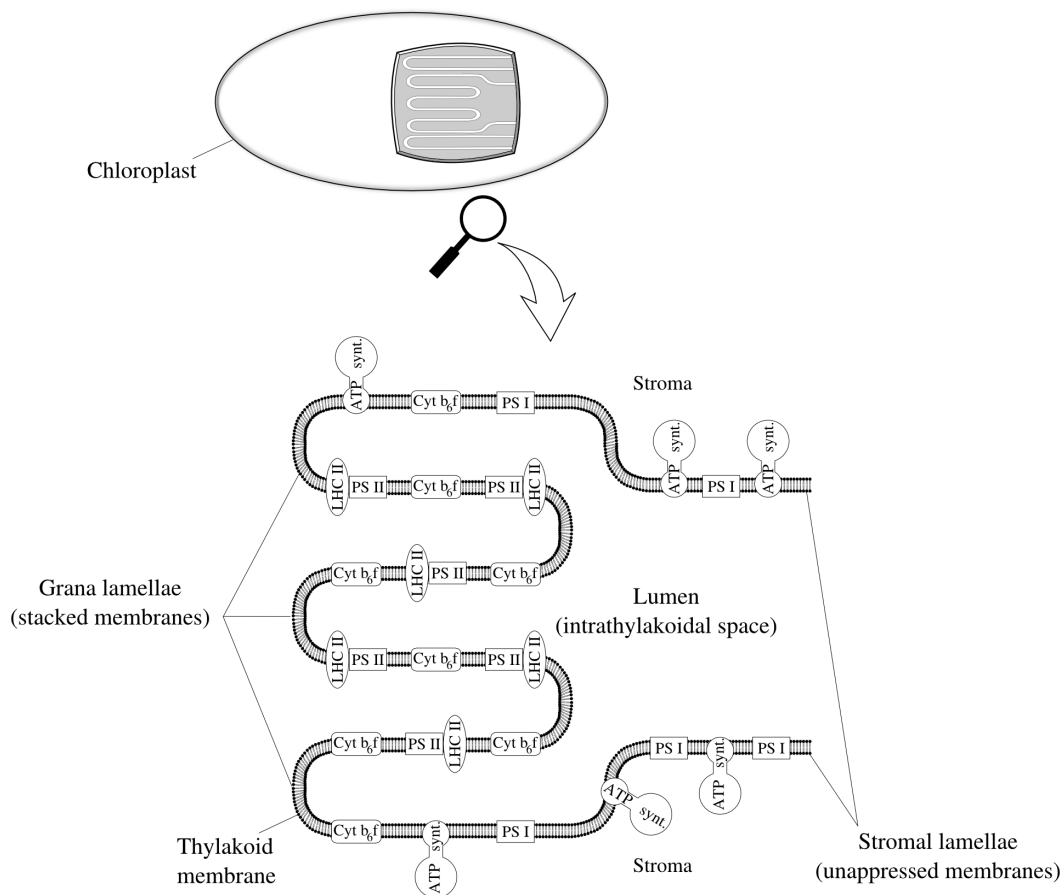 Chloroplast
ATP synt.
Stroma
Cyt b6f
PS I
ATP synt.
ATP synt.
PS I
LHC II
PS II
Cyt b6f
PS II
LHC II
Cyt b6f
LHC II
PS II
Cyt b6f
Grana lamellae
(stacked membranes)
Lumen
(intrathylakoidal space)
LHC II
PS II
Cyt b6f
PS II
LHC II
Cyt b6f
PS II
LHC II
Cyt b6f
PS I
ATP synt.
PS I
ATP synt.
Cyt b6f
ATP synt.
PS I
Thylakoid
membrane
Stroma
Stromal lamellae
(unappressed membranes)